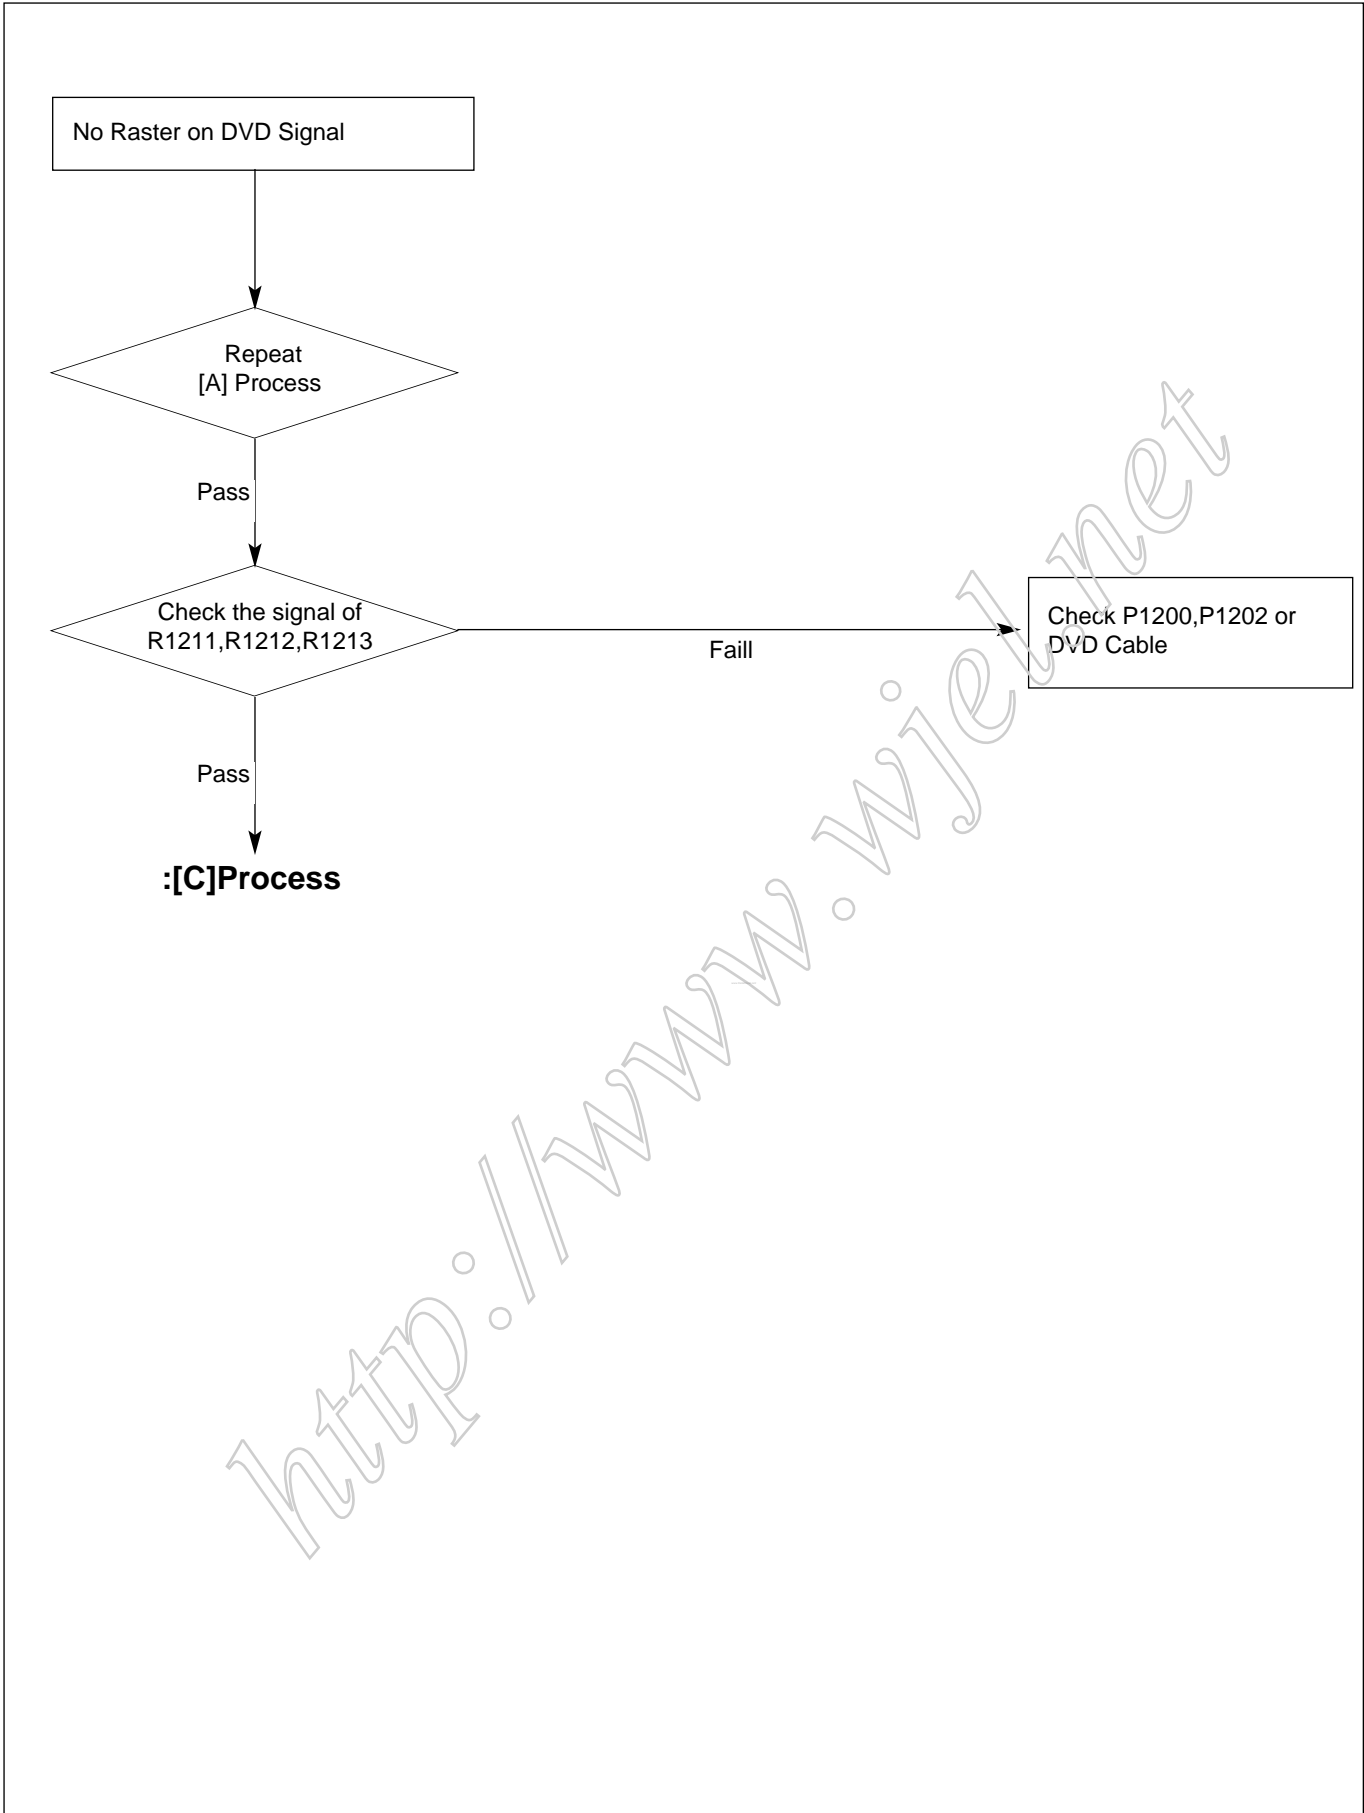 No Raster on DVD Signal
Repeat
[A] Process
Pass
Check the signal of
R1211,R1212,R1213
Faill
Check P1200,P1202 or
DVD Cable
Pass
:[C]Process
http://www.wjel.net